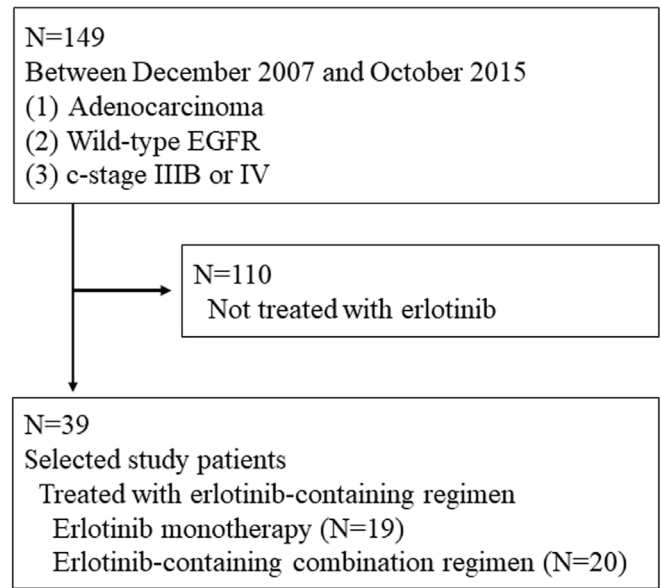 N=149
Between December 2007 and October 2015
(1) Adenocarcinoma
(2) Wild-type EGFR
(3) c-stage IIIB or IV
N=110
Not treated with erlotinib
N=39
Selected study patients
Treated with erlotinib-containing regimen
Erlotinib monotherapy (N=19)
Erlotinib-containing combination regimen (N=20)